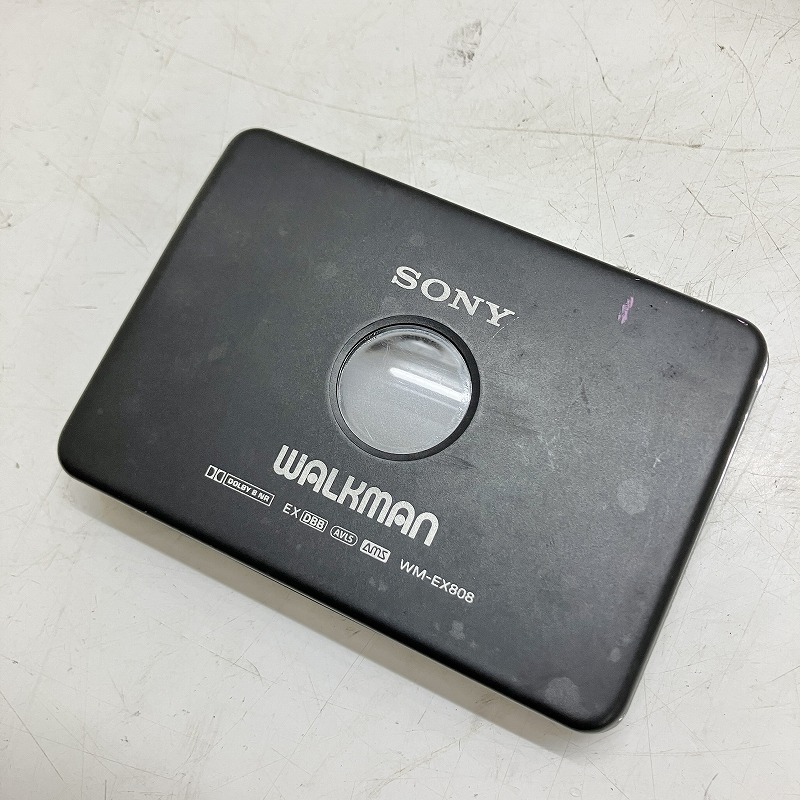 SONY
WALKMAN
DOLBY B NR EX DBB AVLS AMS WM-EX808